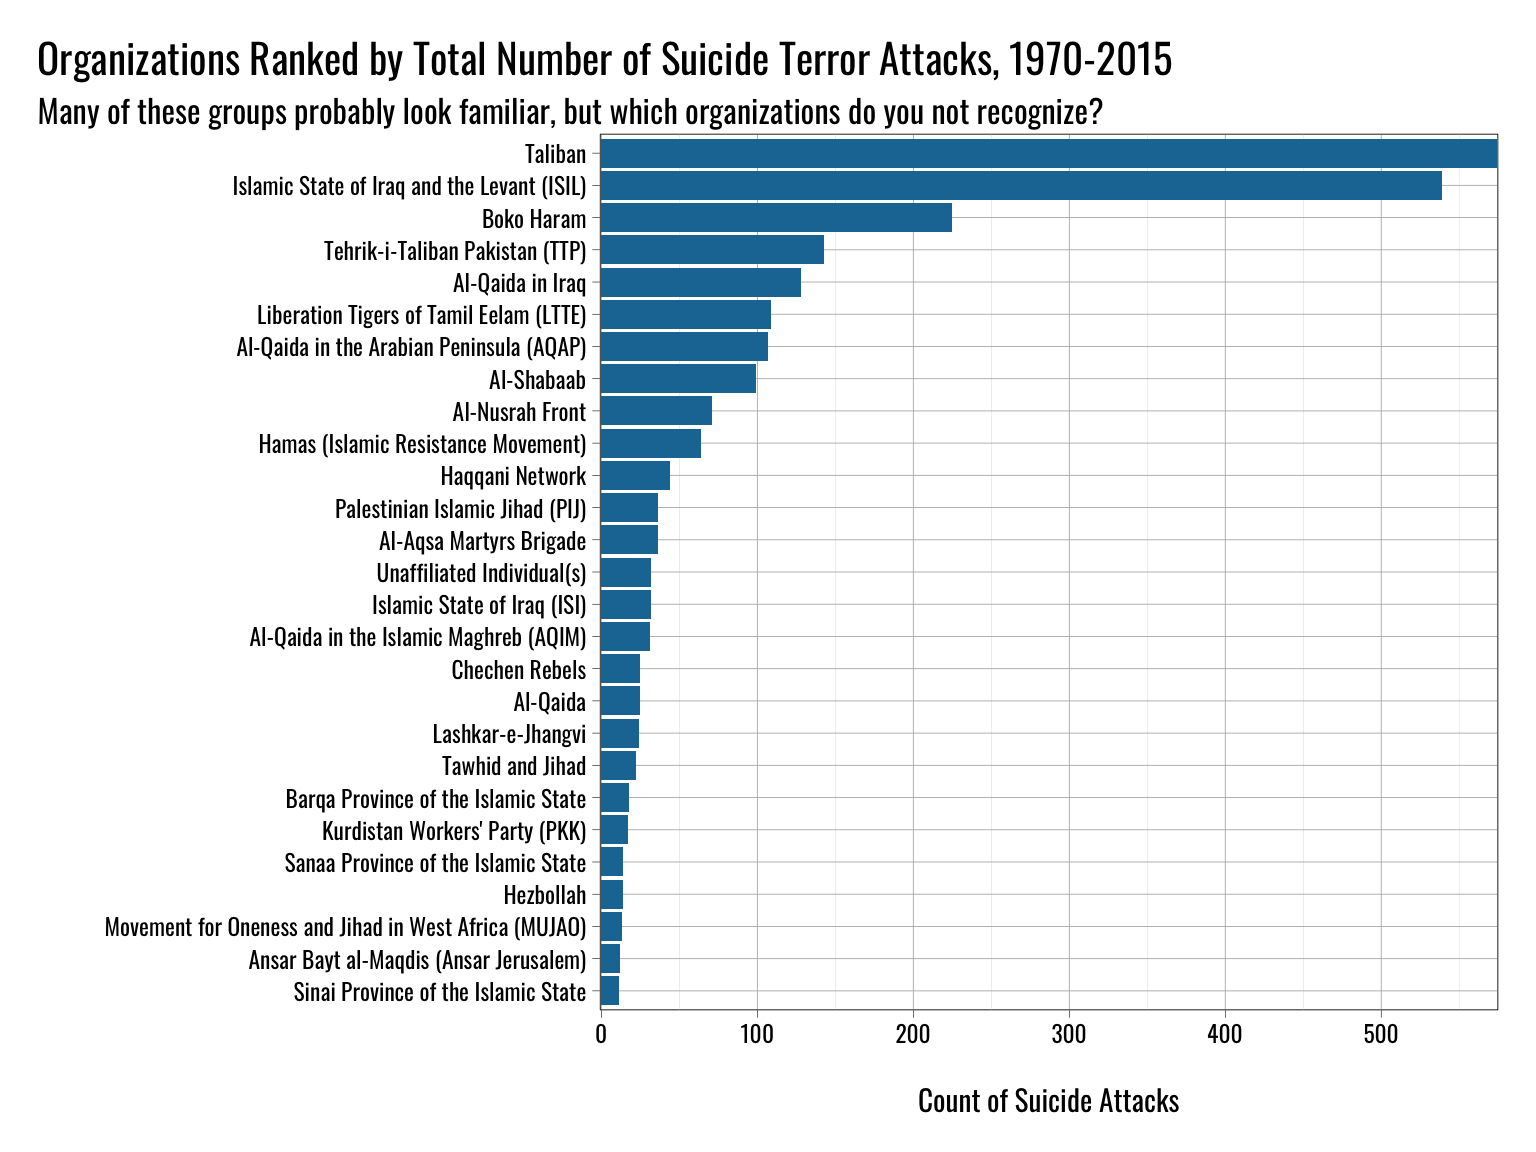 Organizations Ranked by Total Number of Suicide Terror Attacks, 1970-2015
Many of these groups probably look familiar, but which organizations do you not recognize?
Taliban
Islamic State of Iraq and the Levant (ISIL)
Boko Haram
Tehrik-i-Taliban Pakistan (TTP)
Al-Qaida in Iraq
Liberation Tigers of Tamil Eelam (LTTE)
Al-Qaida in the Arabian Peninsula (AQAP)
Al-Shabaab
Al-Nusrah Front
Hamas (Islamic Resistance Movement)
Haqqani Network
Palestinian Islamic Jihad (PIJ)
Al-Aqsa Martyrs Brigade
Unaffiliated Individual(s)
Islamic State of Iraq (ISI)
Al-Qaida in the Islamic Maghreb (AQIM)
Chechen Rebels
Al-Qaida
Lashkar-e-Jhangvi
Tawhid and Jihad
Barqa Province of the Islamic State
Kurdistan Workers' Party (PKK)
Sanaa Province of the Islamic State
Hezbollah
Movement for Oneness and Jihad in West Africa (MUJAO)
Ansar Bayt al-Maqdis (Ansar Jerusalem)
Sinai Province of the Islamic State
0 100 200 300 400 500
Count of Suicide Attacks